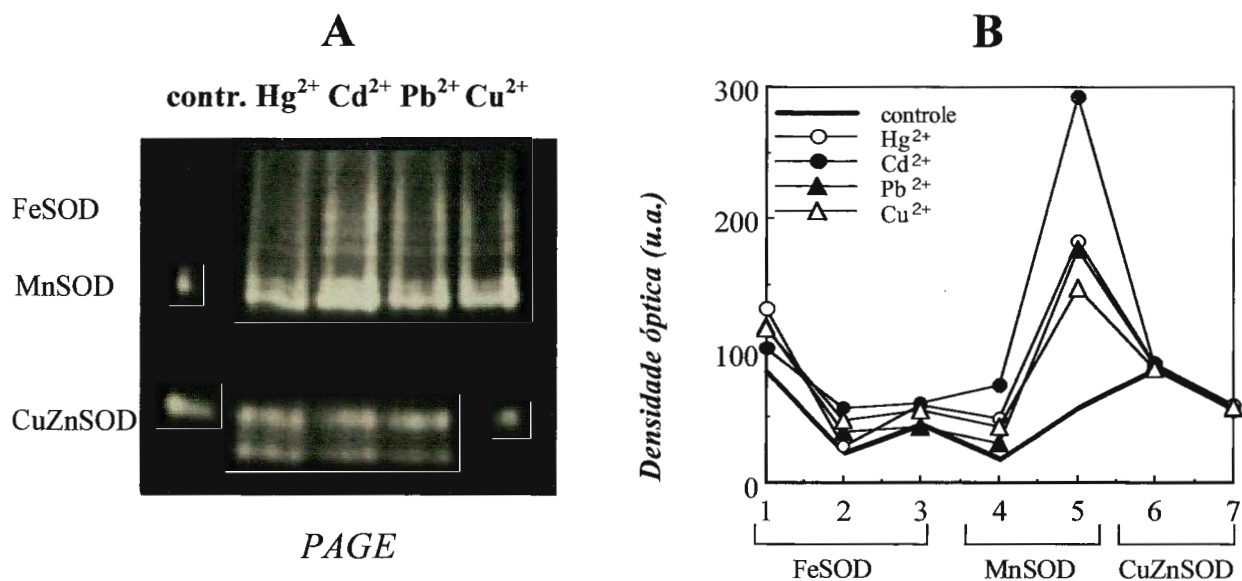 A
contr. Hg2+ Cd2+ Pb2+ Cu2+
FeSOD
MnSOD
CuZnSOD
PAGE
B
Densidade óptica (u.a.)
300
200
100
0
controle
Hg2+
Cd2+
Pb2+
Cu2+
1 2 3 4 5 6 7
FeSOD MnSOD CuZnSOD